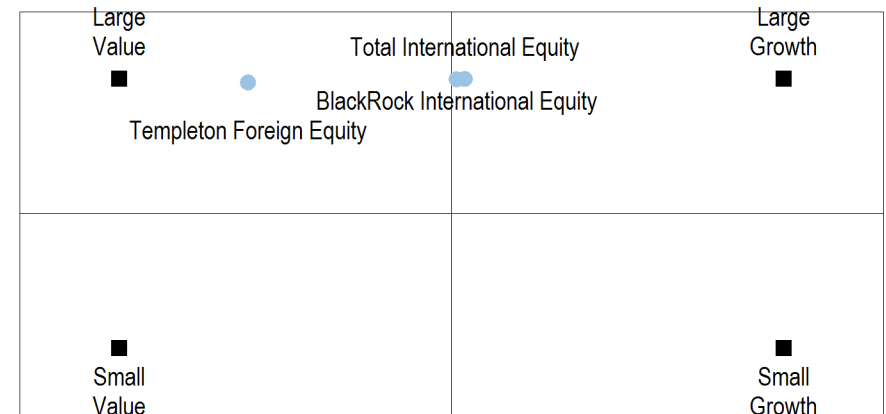 Large
Value
Large
Growth
Total International Equity
BlackRock International Equity
Templeton Foreign Equity
Small
Value
Small
Growth